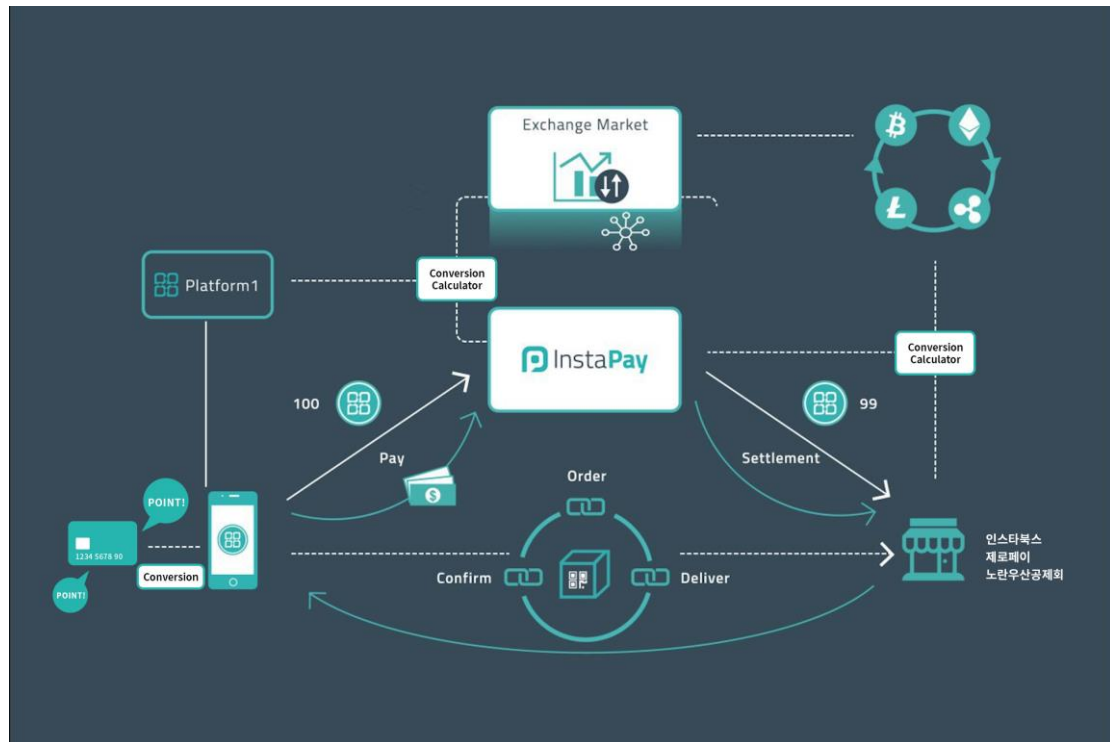 Exchange Market
Platform1
Conversion
Calculator
InstaPay
Conversion
Calculator
100
99
Pay
Settlement
Order
POINT!
1234 5678 90
Conversion
POINT!
Confirm
Deliver
인스타북스
제로페이
노란우산공제회